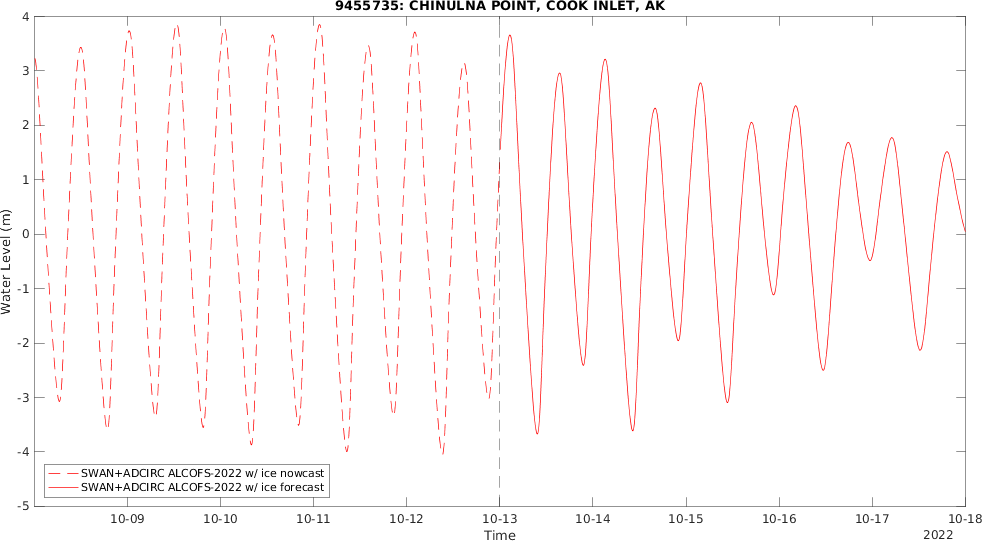 9455735: CHINULNA POINT, COOK INLET, AK
4
3
2
1
0
-1
-2
-3
-4
-5
Water Level (m)
SWAN+ADCIRC ALCOFS-2022 w/ ice nowcast
SWAN+ADCIRC ALCOFS-2022 w/ ice forecast
10-09 10-10 10-11 10-12 10-13 10-14 10-15 10-16 10-17 10-18
Time
2022